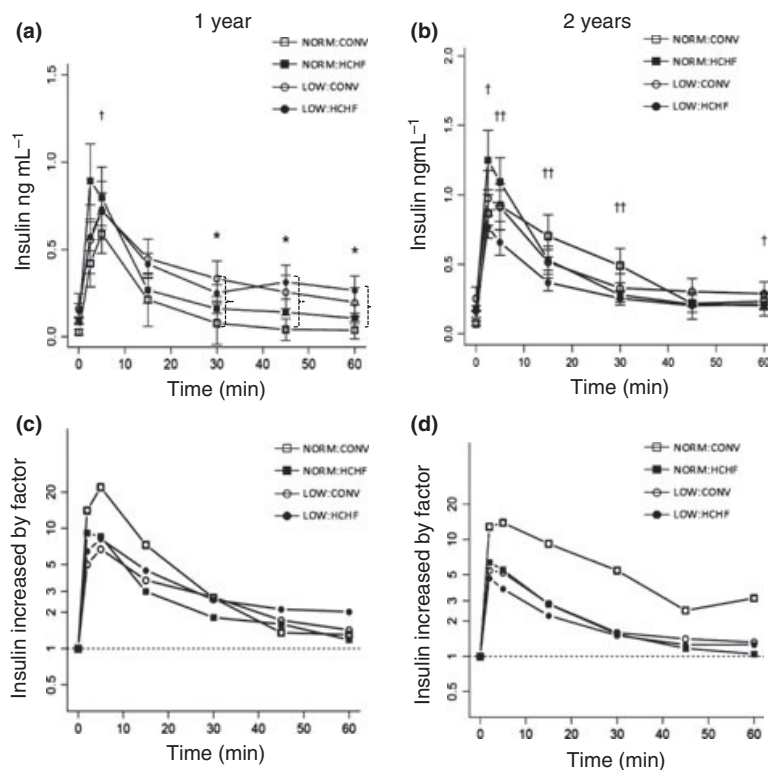 (a)
1 year
NORM:CONV
NORM:HCHF
LOW:CONV
LOW:HCHF
Insulin ng mL−1
1.5
1.0
0.5
0.0
†
*
*
*
0
10
20
30
40
50
60
Time (min)
(b)
2 years
NORM:CONV
NORM:HCHF
LOW:CONV
LOW:HCHF
Insulin ngmL−1
2.0
1.5
1.0
0.5
0.0
†
††
††
††
†
0
10
20
30
40
50
60
Time (min)
(c)
NORM:CONV
NORM:HCHF
LOW:CONV
LOW:HCHF
Insulin increased by factor
20
10
5
3
2
1
0.5
0
10
20
30
40
50
60
Time (min)
(d)
NORM:CONV
NORM:HCHF
LOW:CONV
LOW:HCHF
Insulin increased by factor
20
10
5
3
2
1
0.5
0
10
20
30
40
50
60
Time (min)